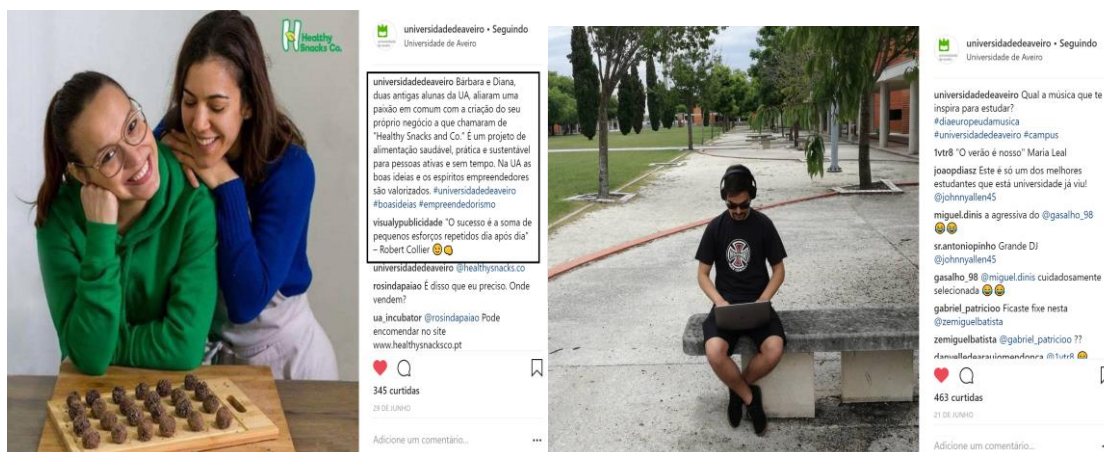 Healthy
Snacks Co.
universidadedeaveiro • Seguindo
Universidade de Aveiro
universidadedeaveiro Bárbara e Diana,
duas antigas alunas da UA, aliaram uma
paixão em comum com a criação do seu
próprio negócio a que chamaram de
"Healthy Snacks and Co." É um projeto de
alimentação saudável, prática e sustentável
para pessoas ativas e sem tempo. Na UA as
boas ideias e os espíritos empreendedores
são valorizados. #universidadedeaveiro
#boasideias #empreendedorismo
visualypublicidade "O sucesso é a soma de
pequenos esforços repetidos dia após dia"
– Robert Collier
universidadedeaveiro @healthysnacks.co
rosindapaiao É disso que eu preciso. Onde
vendem?
ua_incubator @rosindapaiao Pode
encomendar no site
www.healthysnacksco.pt
345 curtidas
29 DE JUNHO
Adicione um comentário...
universidadedeaveiro • Seguindo
Universidade de Aveiro
universidadedeaveiro Qual a música que te
inspira para estudar?
#diaeuropeudamusica
#universidadedeaveiro #campus
1vtr8 "O verão é nosso" Maria Leal
joaopdiasz Este é só um dos melhores
estudantes que está universidade já viu!
@johnnyallen45
miguel.dinis a agressiva do @gasalho_98
sr.antoniopinho Grande DJ
@johnnyallen45
gasalho_98 @miguel.dinis cuidadosamente
selecionada
gabriel_patricioo Ficaste fixe nesta
@zemiguelbatista
zemiguelbatista @gabriel_patricioo ??
danyelledearaujomendonça @1vtr8
463 curtidas
21 DE JUNHO
Adicione um comentário...